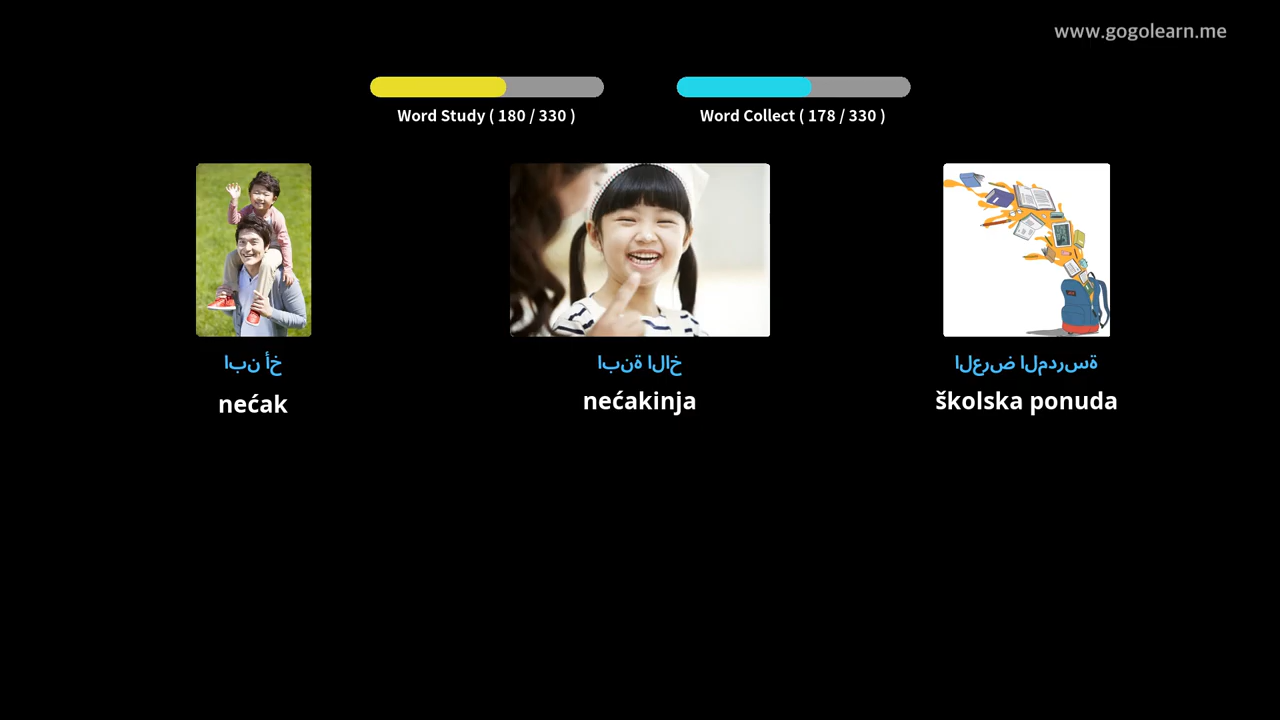 www.gogolearn.me
Word Study ( 180 / 330 )
Word Collect ( 178 / 330 )
ابن أخ
ابنة الاخ
العرض المدرسة
nećak
nećakinja
školska ponuda